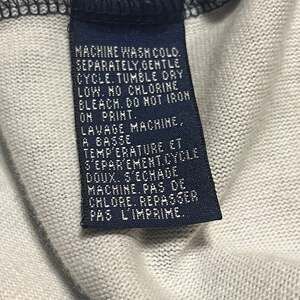 MACHINE WASH COLD.
SEPARATELY,GENTLE
CYCLE.TUMBLE DRY
LOW. NO CHLORINE
BLEACH. DO NOT IRON
ON PRINT.
LAVAGE MACHINE.
A BASSE
TEMPERATURE ET
SEPAREMENT.CYCLE
DOUX. S'ECHAGE
MACHINE.PAS DE
CHLORE. REPASSER
PAS L'IMPRIME.